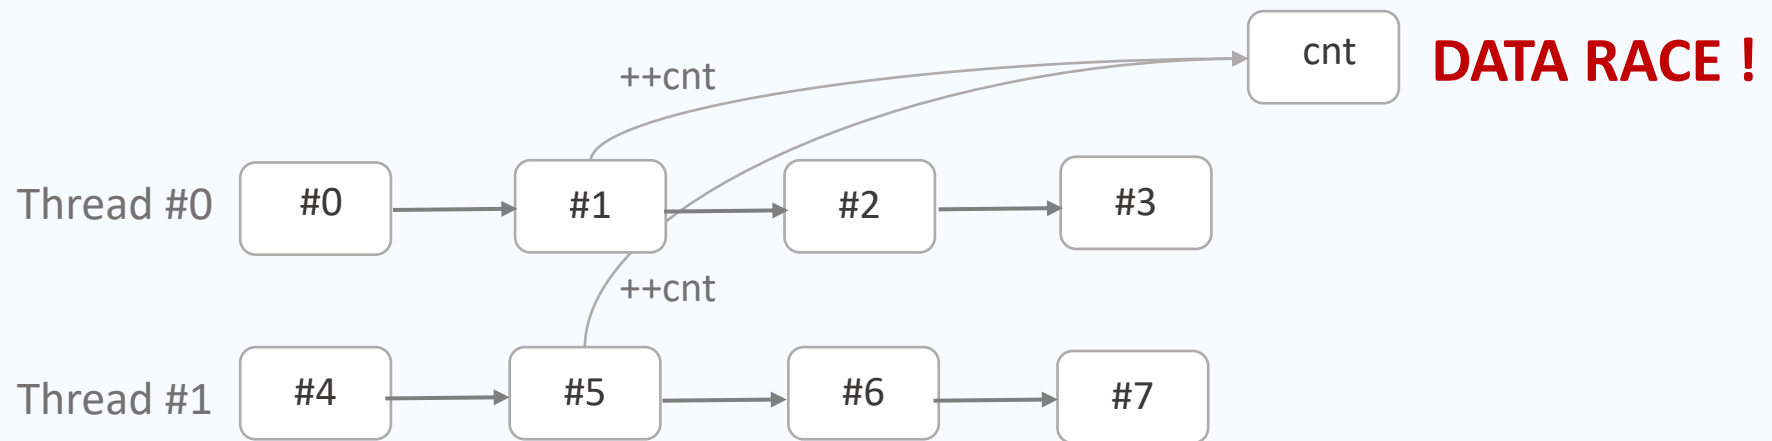 cnt
DATA RACE !
++cnt
Thread #0
#0
#1
#2
#3
++cnt
Thread #1
#4
#5
#6
#7